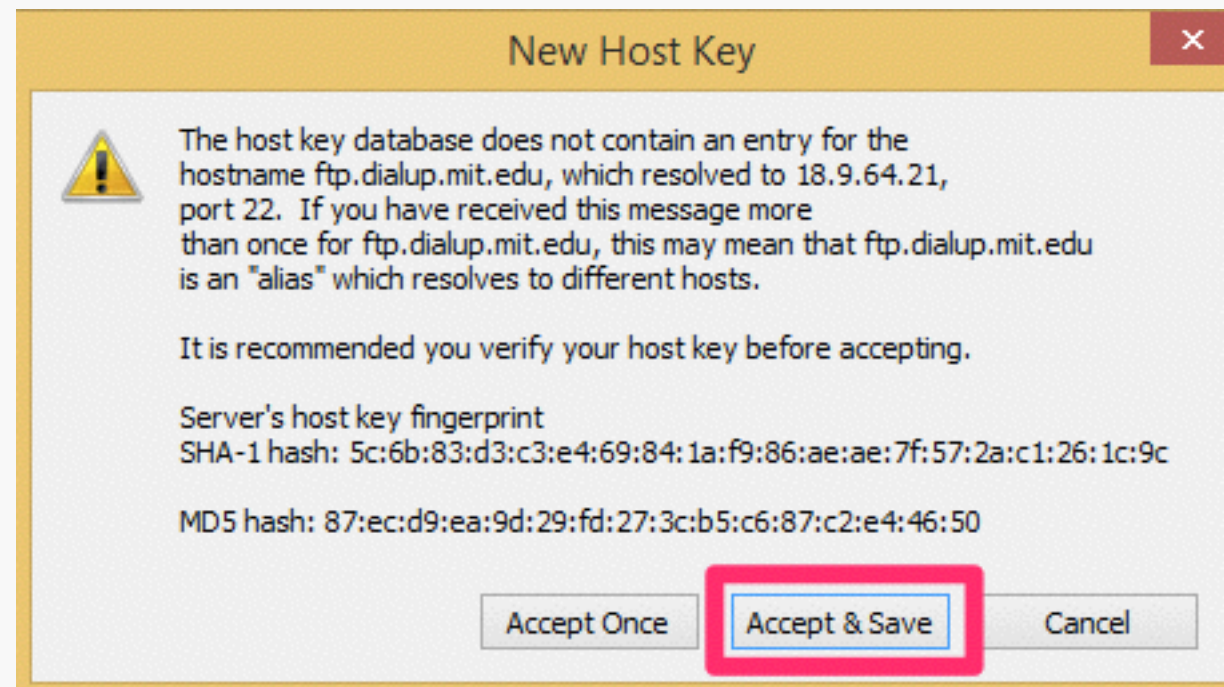 New Host Key
The host key database does not contain an entry for the
hostname ftp.dialup.mit.edu, which resolved to 18.9.64.21,
port 22.  If you have received this message more
than once for ftp.dialup.mit.edu, this may mean that ftp.dialup.mit.edu
is an "alias" which resolves to different hosts.
It is recommended you verify your host key before accepting.
Server's host key fingerprint
SHA-1 hash: 5c:6b:83:d3:c3:e4:69:84:1a:f9:86:ae:ae:7f:57:2a:c1:26:1c:9c
MD5 hash: 87:ec:d9:ea:9d:29:fd:27:3c:b5:c6:87:c2:e4:46:50
Accept Once Accept & Save Cancel